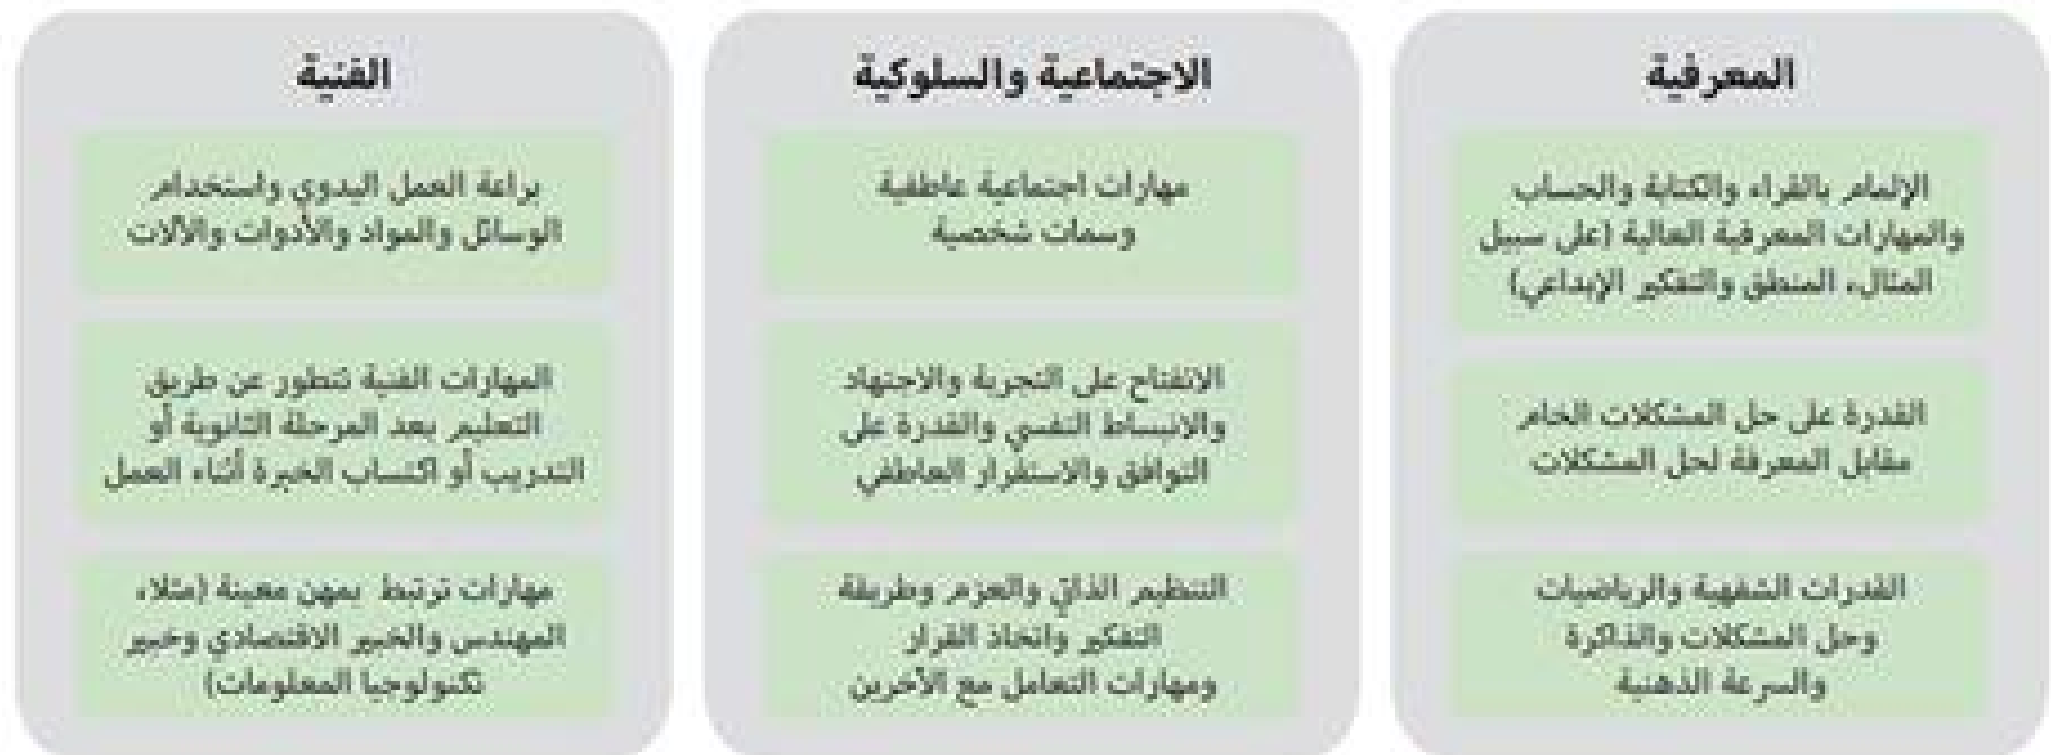 المعرفية
الإلمام بالقراء والكتابة والحساب
والمهارات المعرفية العالية (على سبيل
المثال، المنطق والتفكير الإبداعي)
القدرة على حل المشكلات الخام
مقابل المعرفة لحل المشكلات
القدرات الشفهية والرياضيات
وحل المشكلات والذاكرة
والسرعة الذهنية
الاجتماعية والسلوكية
مهارات اجتماعية عاطفية
وسمات شخصية
الانفتاح على التجربة والاجتهاد
والانبساط النفسي والقدرة على
التوافق والاستقرار العاطفي
التنظيم الذاتي والعزم وطريقة
التفكير واتخاذ القرار
ومهارات التعامل مع الآخرين
الفنية
براعة العمل اليدوي واستخدام
الوسائل والمواد والأدوات والآلات
المهارات الفنية تتطور عن طريق
التعليم بعد المرحلة الثانوية أو
التدريب أو اكتساب الخبرة أثناء العمل
مهارات ترتبط بمهن معينة (مثلا،
المهندس والخبير الاقتصادي وخبير
تكنولوجيا المعلومات)